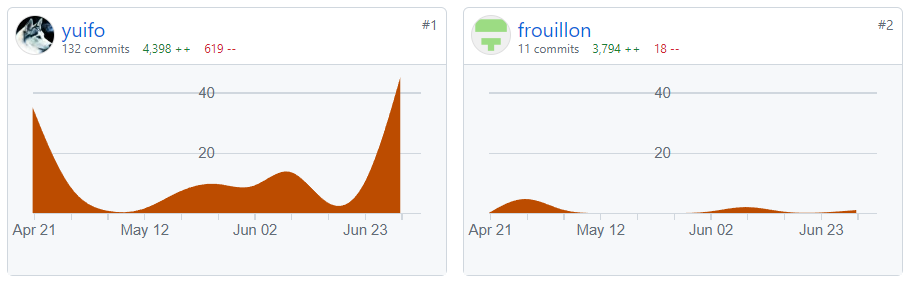 yuifo
#1
132 commits 4,398 ++ 619 --
40
20
Apr 21 May 12 Jun 02 Jun 23
frouillon
#2
11 commits 3,794 ++ 18 --
40
20
Apr 21 May 12 Jun 02 Jun 23